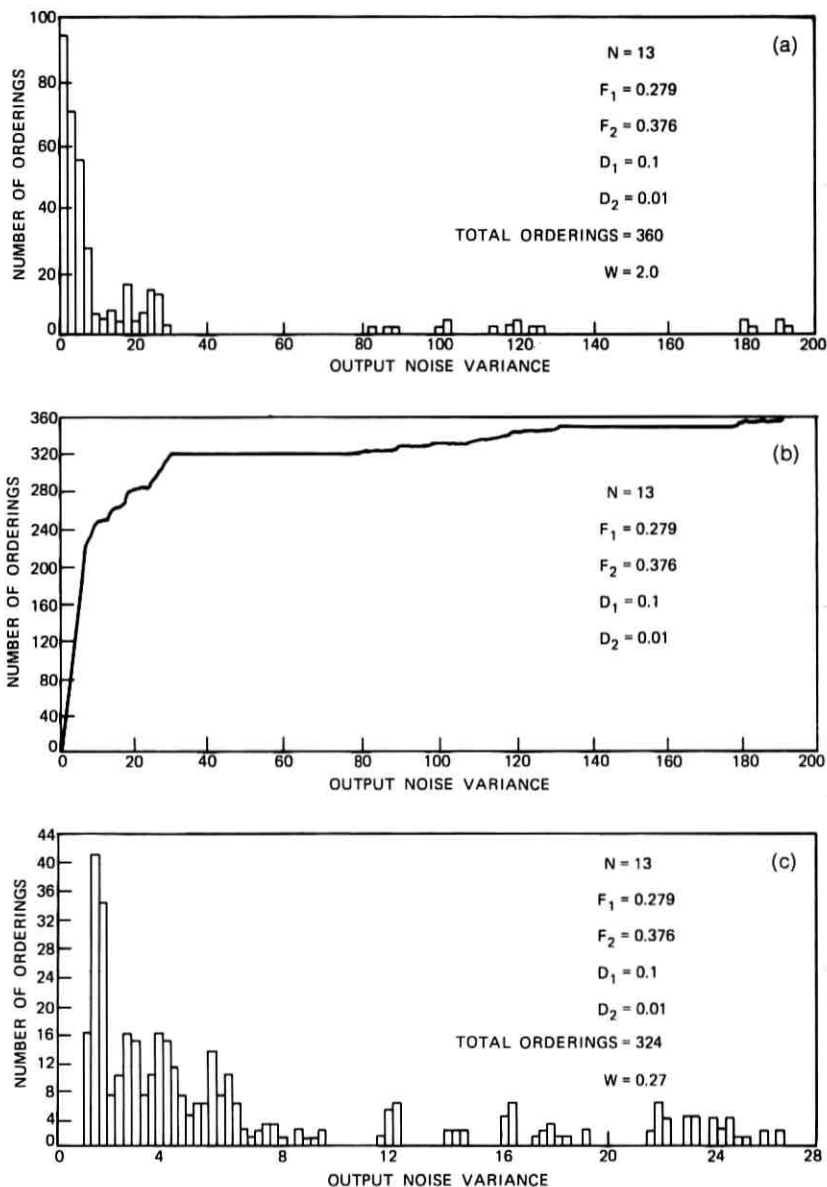 (a)
NUMBER OF ORDERINGS
100
80
60
40
20
0
N = 13
F₁ = 0.279
F₂ = 0.376
D₁ = 0.1
D₂ = 0.01
TOTAL ORDERINGS = 360
W = 2.0
0 20 40 60 80 100 120 140 160 180 200
OUTPUT NOISE VARIANCE
(b)
NUMBER OF ORDERINGS
360
320
280
240
200
160
120
80
40
0
N = 13
F₁ = 0.279
F₂ = 0.376
D₁ = 0.1
D₂ = 0.01
0 20 40 60 80 100 120 140 160 180 200
OUTPUT NOISE VARIANCE
(c)
NUMBER OF ORDERINGS
44
40
36
32
28
24
20
16
12
8
4
0
N = 13
F₁ = 0.279
F₂ = 0.376
D₁ = 0.1
D₂ = 0.01
TOTAL ORDERINGS = 324
W = 0.27
0 4 8 12 16 20 24 28
OUTPUT NOISE VARIANCE